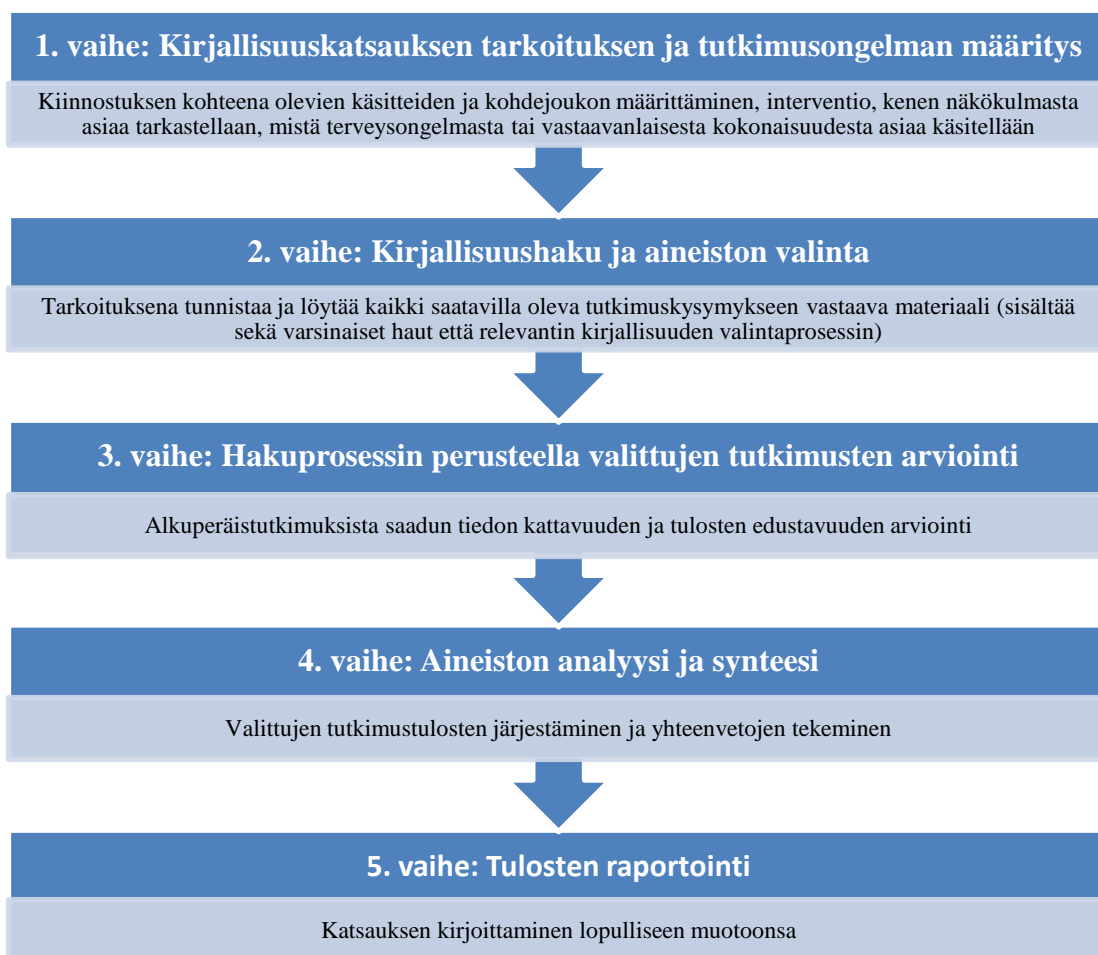 1. vaihe: Kirjallisuuskatsauksen tarkoituksen ja tutkimusongelman määritys
Kiinnostuksen kohteena olevien käsitteiden ja kohdejoukon määrittäminen, interventio, kenen näkökulmasta
asiaa tarkastellaan, mistä terveysongelmasta tai vastaavanlaisesta kokonaisuudesta asiaa käsitellään
2. vaihe: Kirjallisuushaku ja aineiston valinta
Tarkoituksena tunnistaa ja löytää kaikki saatavilla oleva tutkimuskysymykseen vastaava materiaali (sisältää
sekä varsinaiset haut että relevantin kirjallisuuden valintaprosessin)
3. vaihe: Hakuprosessin perusteella valittujen tutkimusten arviointi
Alkuperäistutkimuksista saadun tiedon kattavuuden ja tulosten edustavuuden arviointi
4. vaihe: Aineiston analyysi ja synteesi
Valittujen tutkimustulosten järjestäminen ja yhteenvetojen tekeminen
5. vaihe: Tulosten raportointi
Katsauksen kirjoittaminen lopulliseen muotoonsa